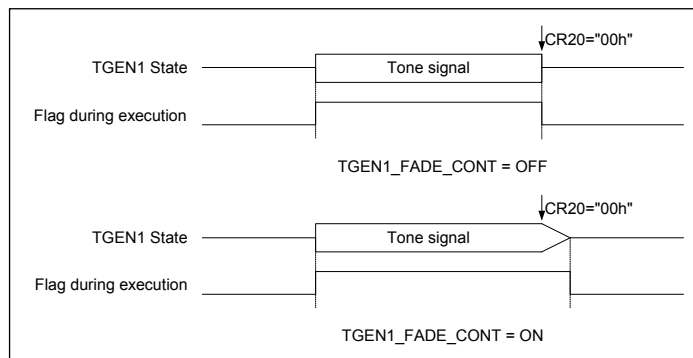 CR20="00h"
TGEN1 State
Tone signal
Flag during execution
TGEN1_FADE_CONT = OFF
CR20="00h"
TGEN1 State
Tone signal
Flag during execution
TGEN1_FADE_CONT = ON